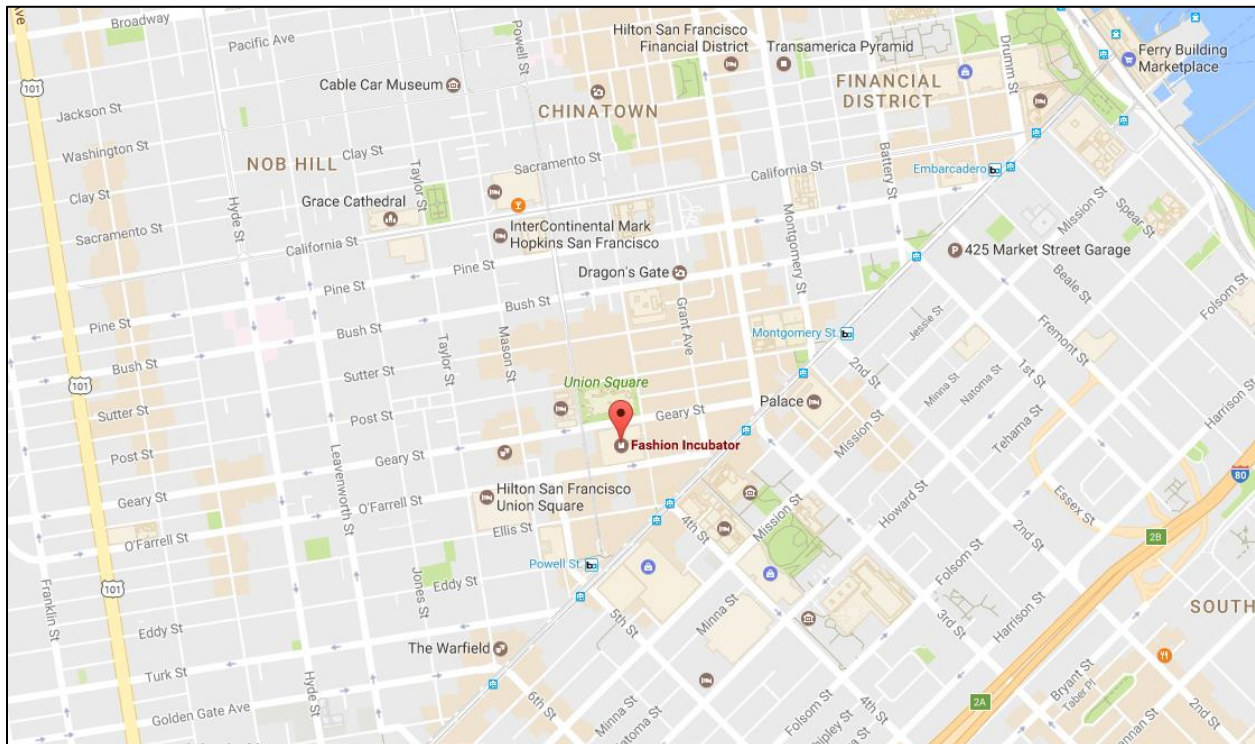 Broadway
Pacific Ave
Powell St
Hilton San Francisco
Financial District
Transamerica Pyramid
Drumm St
Ferry Building
Marketplace
Cable Car Museum
101
Jackson St
CHINATOWN
FINANCIAL
DISTRICT
Washington St
NOB HILL
Clay St
Sacramento St
Battery St
California St
Embarcadero
Clay St
Taylor St
Hyde St
Grace Cathedral
Mission St
Spear St
Sacramento St
California St
InterContinental Mark
Hopkins San Francisco
Montgomery St
425 Market Street Garage
Pine St
Dragon's Gate
Beale St
Folsom St
Pine St
Bush St
Grant Ave
Jessie St
Fremont St
Bush St
Mason St
Taylor St
Montgomery St.
2nd St
1st St
Sutter St
Union Square
Minna St
Natoma St
Harrison St
101
Sutter St
Post St
Geary St
Palace
Mission St
Tehama St
Fashion Incubator
Post St
Geary St
Leavenworth St
80
Geary St
O'Farrell St
Hilton San Francisco
Union Square
Howard St
Essex St
O'Farrell St
Ellis St
4th St
Mission St
2nd St
2B
Powell St.
Folsom St
101
Franklin St
Eddy St
Jones St
Minna St
3rd St
Harrison St
SOUTH
Eddy St
5th St
The Warfield
Turk St
Hyde St
Bryant St
Taber Pl
2A
Golden Gate Ave
6th St
Minna St
Natoma St
Folsom St
Shipley St
4th St